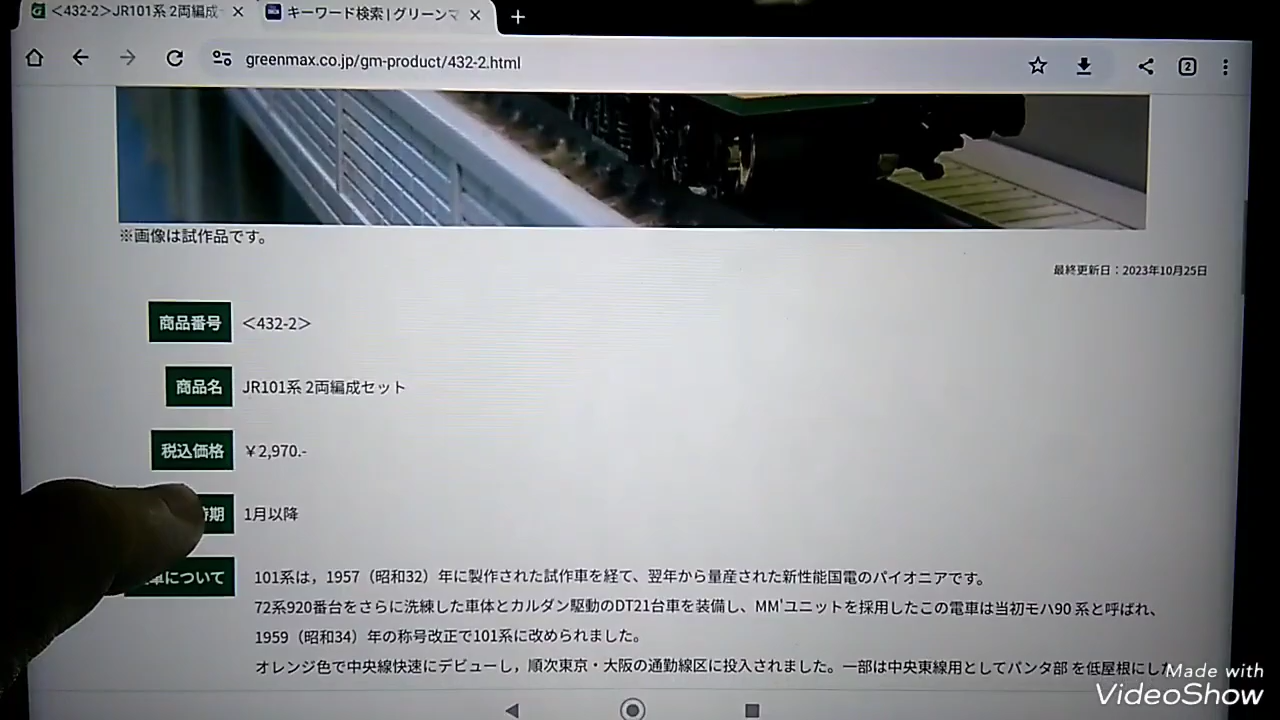 <432-2>JR101系 2両編成
キーワード検索 | グリーンマ
greenmax.co.jp/gm-product/432-2.html
2
※画像は試作品です。
最終更新日：2023年10月25日
商品番号 <432-2>
商品名 JR101系 2両編成セット
税込価格 ¥2,970.-
時期 1月以降
車について 101系は，1957（昭和32）年に製作された試作車を経て、翌年から量産された新性能国電のパイオニアです。
72系920番台をさらに洗練した車体とカルダン駆動のDT21台車を装備し、MM'ユニットを採用したこの電車は当初モハ90 系と呼ばれ、
1959（昭和34）年の称号改正で101系に改められました。
オレンジ色で中央線快速にデビューし，順次東京・大阪の通勤線区に投入されました。一部は中央東線用としてパンタ部 を低屋根にした
Made with
VideoShow